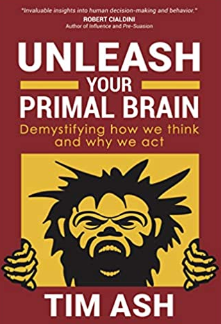 "Invaluable insights into human decision-making and behavior."
ROBERT CIALDINI
Author of Influence and Pre-Suasion
UNLEASH
YOUR
PRIMAL BRAIN
Demystifying how we think
and why we act
TIM ASH